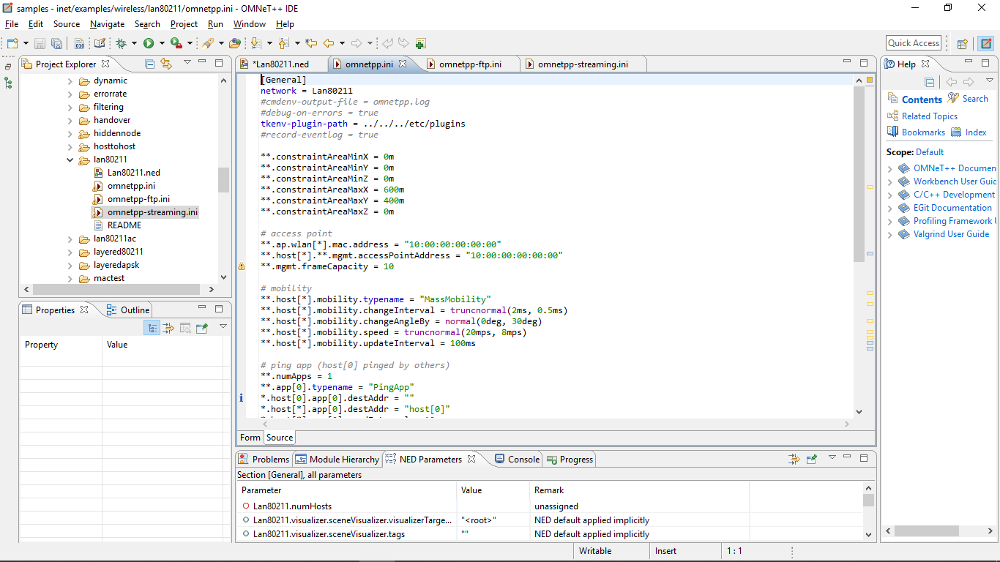 samples - inet/examples/wireless/lan80211/omnetpp.ini - OMNeT++ IDE
File Edit Source Navigate Search Project Run Window Help
Quick Access
Project Explorer
dynamic
errorrate
filtering
handover
hiddennode
hosttohost
lan80211
Lan80211.ned
omnetpp.ini
omnetpp-ftp.ini
omnetpp-streaming.ini
README
lan80211ac
layered80211
layeredapsk
mactest
Properties Outline
Property Value
*Lan80211.ned omnetpp.ini omnetpp-ftp.ini omnetpp-streaming.ini
[General]
network = Lan80211
#cmdenv-output-file = omnetpp.log
#debug-on-errors = true
tkenv-plugin-path = ../../../etc/plugins
#record-eventlog = true
**.constraintAreaMinX = 0m
**.constraintAreaMinY = 0m
**.constraintAreaMinZ = 0m
**.constraintAreaMaxX = 600m
**.constraintAreaMaxY = 400m
**.constraintAreaMaxZ = 0m
# access point
**.ap.wlan[*].mac.address = "10:00:00:00:00:00"
**.host[*].**.mgmt.accessPointAddress = "10:00:00:00:00:00"
**.mgmt.frameCapacity = 10
# mobility
**.host[*].mobility.typename = "MassMobility"
**.host[*].mobility.changeInterval = truncnormal(2ms, 0.5ms)
**.host[*].mobility.changeAngleBy = normal(0deg, 30deg)
**.host[*].mobility.speed = truncnormal(20mps, 8mps)
**.host[*].mobility.updateInterval = 100ms
# ping app (host[0] pinged by others)
**.numApps = 1
**.app[0].typename = "PingApp"
*.host[0].app[0].destAddr = ""
*.host[*].app[0].destAddr = "host[0]"
Form Source
Problems Module Hierarchy NED Parameters Console Progress
Section [General], all parameters
Parameter Value Remark
Lan80211.numHosts unassigned
Lan80211.visualizer.sceneVisualizer.visualizerTarge... "<root>" NED default applied implicitly
Lan80211.visualizer.sceneVisualizer.tags "" NED default applied implicitly
Help
Contents Search
Related Topics
Bookmarks Index
Scope: Default
OMNeT++ Documen
Workbench User Guid
C/C++ Development
EGit Documentation
Profiling Framework U
Valgrind User Guide
Writable Insert 1 : 1